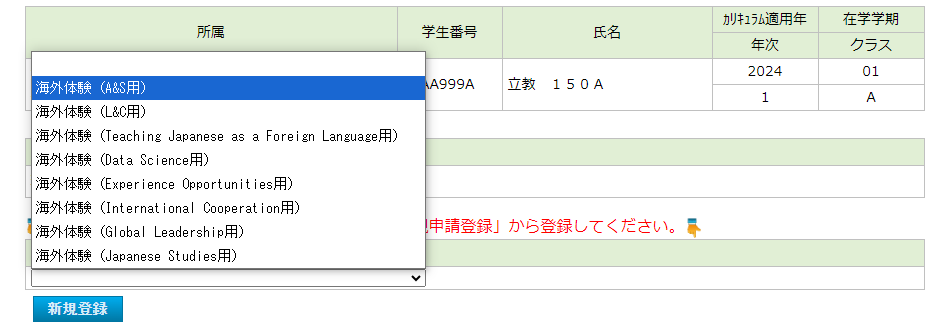 所属 学生番号 氏名 ｶﾘｷｭﾗﾑ適用年 在学学期
年次 クラス
AA999A 立教 １５０Ａ 2024 01
1 A
海外体験 (A&S用)
海外体験 (L&C用)
海外体験 (Teaching Japanese as a Foreign Language用)
海外体験 (Data Science用)
海外体験 (Experience Opportunities用)
海外体験 (International Cooperation用)
海外体験 (Global Leadership用)
海外体験 (Japanese Studies用)
申請登録」から登録してください。
新規登録